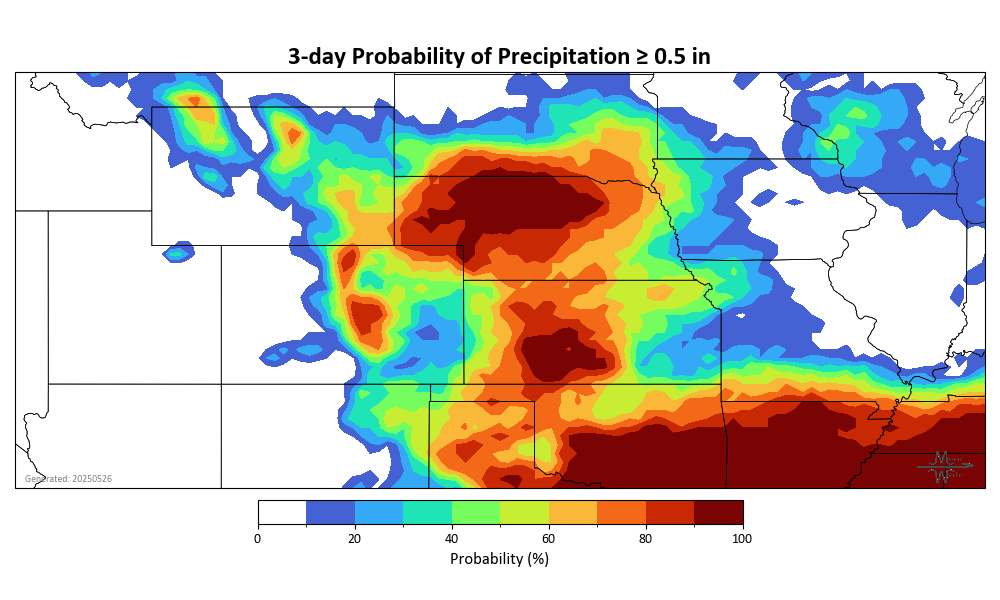 3-day Probability of Precipitation ≥ 0.5 in
Generated: 20250526
0 20 40 60 80 100
Probability (%)